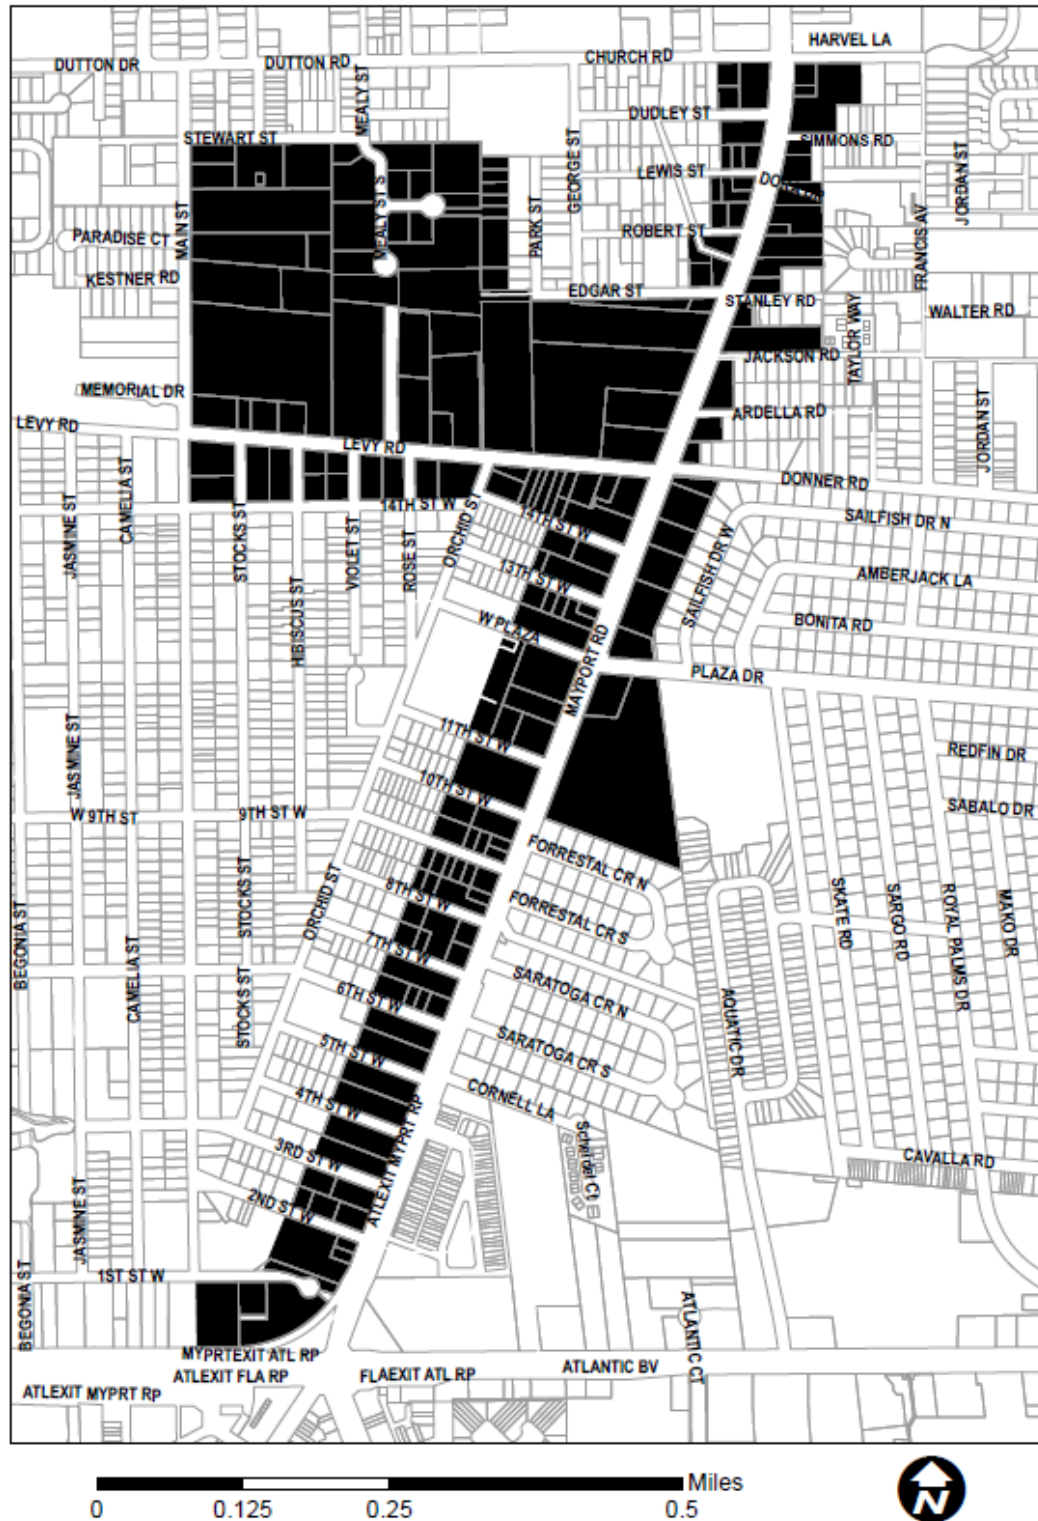 HARVEL LA
DUTTON DR
DUTTON RD
CHURCH RD
MEALY ST
DUDLEY ST
STEWART ST
SIMMONS RD
GEORGE ST
LEWIS ST
JORDAN ST
MEALY S S
MAIN ST
PARK ST
FRANCIS AV
PARADISE CT
ROBERT ST
KESTNER RD
EDGAR ST
STANLEY RD
WALTER RD
TAYLOR WAY
JACKSON RD
MEMORIAL DR
ARDELLA RD
LEVY RD
LEVY RD
JORDAN ST
DONNER RD
CAMELIA ST
14TH ST W
14TH ST W
SAILFISH DR N
JASMINE ST
STOCKS ST
VIOLET ST
ROSE ST
ORCHID ST
13TH ST W
SAILFISH DR W
AMBERJACK LA
HIBISCUS ST
W PLAZA
BONITA RD
MAYPORT RD
PLAZA DR
11TH ST W
JASMINE ST
REDFIN DR
10TH ST W
W 9TH ST
9TH ST W
SABALO DR
FORRESTAL CR N
8TH ST W
STOCKS ST
ORCHID ST
FORRESTAL CR S
SKATE RD
SARGO RD
ROYAL PALMS DR
MAKO DR
BEGONIA ST
7TH ST W
CAMELIA ST
STOCKS ST
6TH ST W
SARATOGA CR N
AQUATIC DR
5TH ST W
SARATOGA CR S
4TH ST W
CORNELL LA
ATLEXIT MYPRT RP
3RD ST W
Scheidel Ct
CAVALLA RD
2ND ST W
JASMINE ST
1ST ST W
BEGONIA ST
ATLANTIC CT
MYPRTEXIT ATL RP
ATLEXIT FLA RP
FLAEXIT ATL RP
ATLANTIC BV
ATLEXIT MYPRT RP
Miles
0 0.125 0.25 0.5
N